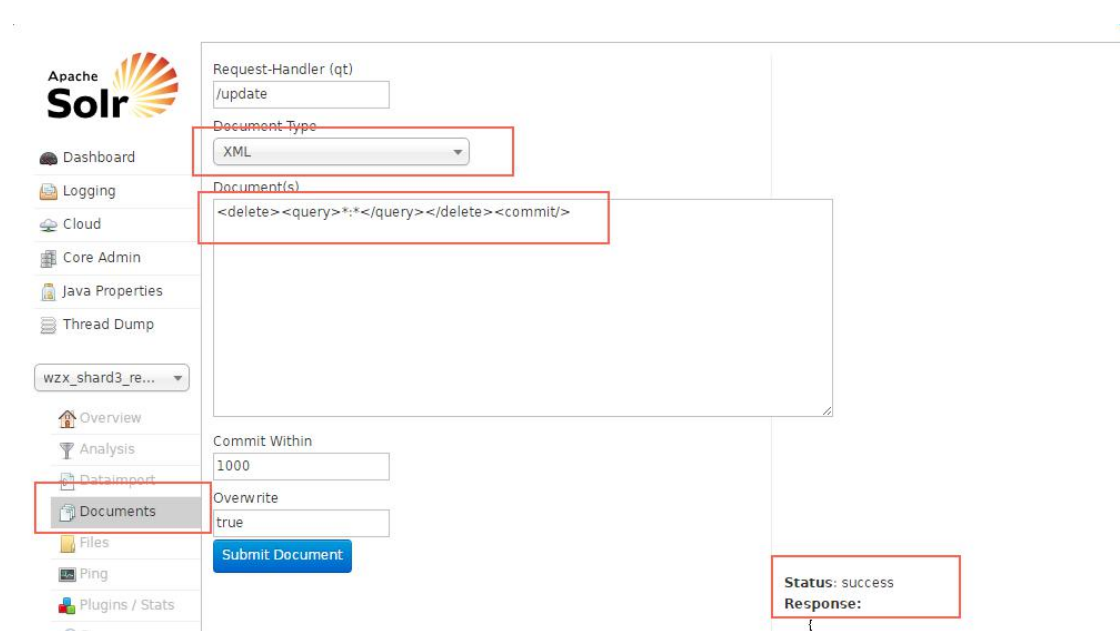 Apache
Solr
Dashboard
Logging
Cloud
Core Admin
Java Properties
Thread Dump
wzx_shard3_re...
Overview
Analysis
Dataimport
Documents
Files
Ping
Plugins / Stats
Request-Handler (qt)
/update
Document Type
XML
Document(s)
<delete><query>*:*</query></delete><commit/>
Commit Within
1000
Overwrite
true
Submit Document
Status: success
Response:
{